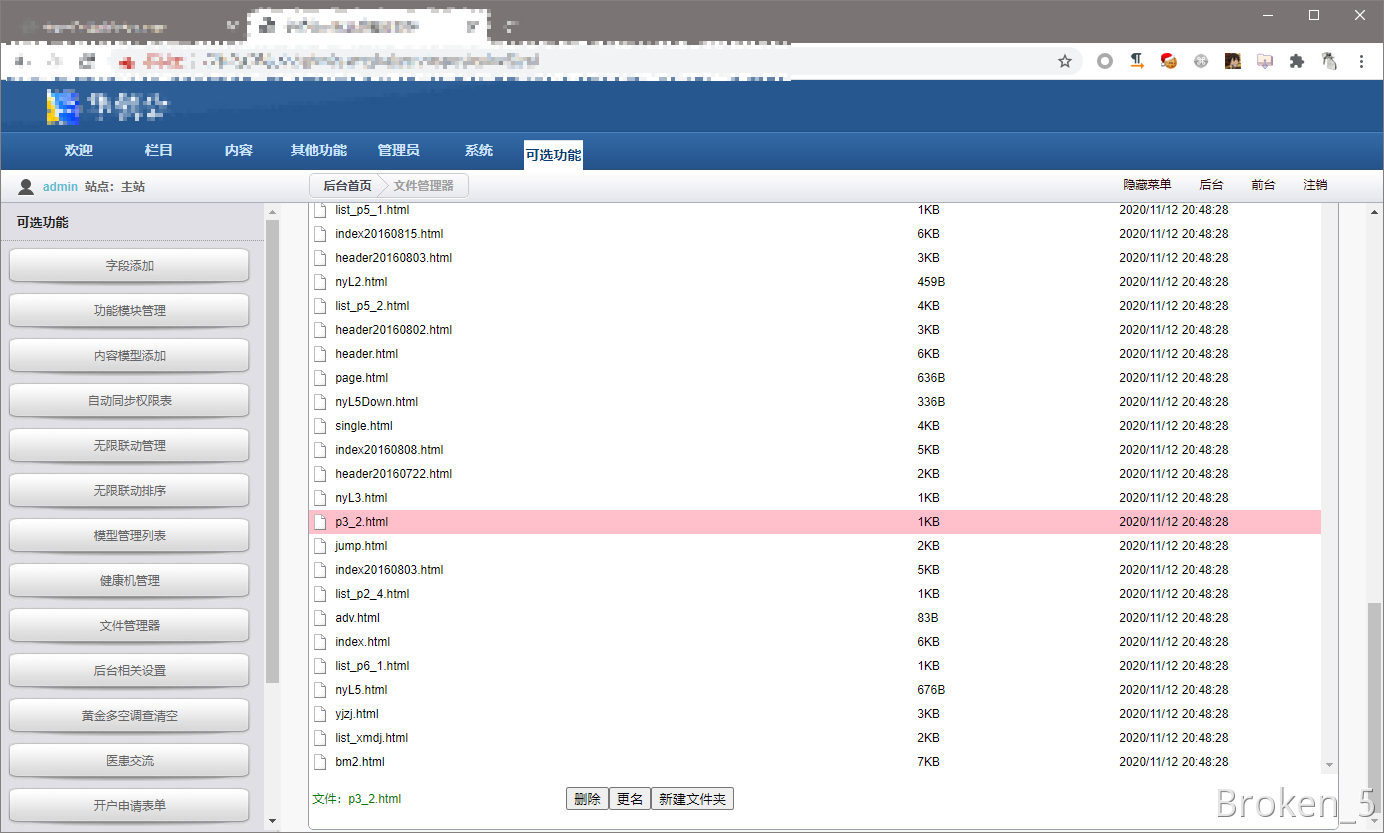 欢迎 栏目 内容 其他功能 管理员 系统 可选功能
admin 站点：主站 后台首页 文件管理器 隐藏菜单 后台 前台 注销
可选功能
字段添加
功能模块管理
内容模型添加
自动同步权限表
无限联动管理
无限联动排序
模型管理列表
健康机管理
文件管理器
后台相关设置
黄金多空调查清空
医患交流
开户申请表单
list_p5_1.html 1KB 2020/11/12 20:48:28
index20160815.html 6KB 2020/11/12 20:48:28
header20160803.html 3KB 2020/11/12 20:48:28
nyL2.html 459B 2020/11/12 20:48:28
list_p5_2.html 4KB 2020/11/12 20:48:28
header20160802.html 3KB 2020/11/12 20:48:28
header.html 6KB 2020/11/12 20:48:28
page.html 636B 2020/11/12 20:48:28
nyL5Down.html 336B 2020/11/12 20:48:28
single.html 4KB 2020/11/12 20:48:28
index20160808.html 5KB 2020/11/12 20:48:28
header20160722.html 2KB 2020/11/12 20:48:28
nyL3.html 1KB 2020/11/12 20:48:28
p3_2.html 1KB 2020/11/12 20:48:28
jump.html 2KB 2020/11/12 20:48:28
index20160803.html 5KB 2020/11/12 20:48:28
list_p2_4.html 1KB 2020/11/12 20:48:28
adv.html 83B 2020/11/12 20:48:28
index.html 6KB 2020/11/12 20:48:28
list_p6_1.html 1KB 2020/11/12 20:48:28
nyL5.html 676B 2020/11/12 20:48:28
yjzj.html 3KB 2020/11/12 20:48:28
list_xmdj.html 2KB 2020/11/12 20:48:28
bm2.html 7KB 2020/11/12 20:48:28
文件：p3_2.html 删除 更名 新建文件夹
Broken_5